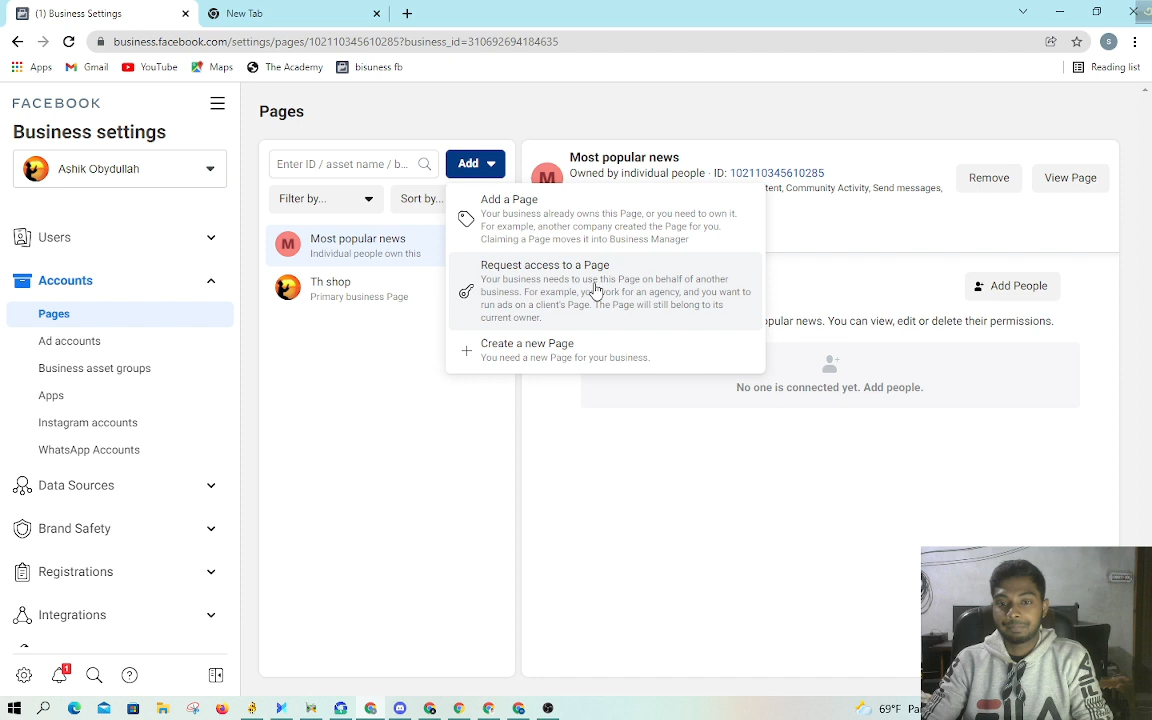 (1) Business Settings
New Tab
business.facebook.com/settings/pages/102110345610285?business_id=310692694184635
S
Apps
Gmail
YouTube
Maps
The Academy
bisuness fb
Reading list
FACEBOOK
Business settings
Ashik Obydullah
Users
Accounts
Pages
Ad accounts
Business asset groups
Apps
Instagram accounts
WhatsApp Accounts
Data Sources
Brand Safety
Registrations
Integrations
1
Pages
Enter ID / asset name / b...
Add
Filter by...
Sort by...
M
Most popular news
Individual people own this
Th shop
Primary business Page
Add a Page
Your business already owns this Page, or you need to own it.
For example, another company created the Page for you.
Claiming a Page moves it into Business Manager
Request access to a Page
Your business needs to use this Page on behalf of another
business. For example, you work for an agency, and you want to
run ads on a client's Page. The Page will still belong to its
current owner.
Create a new Page
You need a new Page for your business.
M
Most popular news
Owned by individual people · ID: 102110345610285
tent, Community Activity, Send messages,
Remove
View Page
Add People
opular news. You can view, edit or delete their permissions.
No one is connected yet. Add people.
FILA
69°F